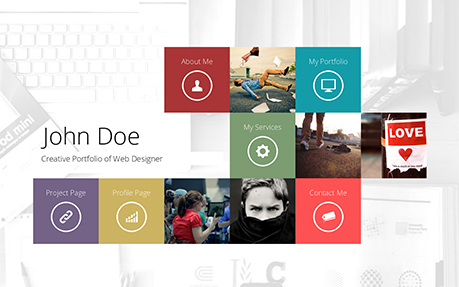 About Me
My Portfolio
John Doe
Creative Portfolio of Web Designer
My Services
LOVE
Project Page
Profile Page
Contact Me